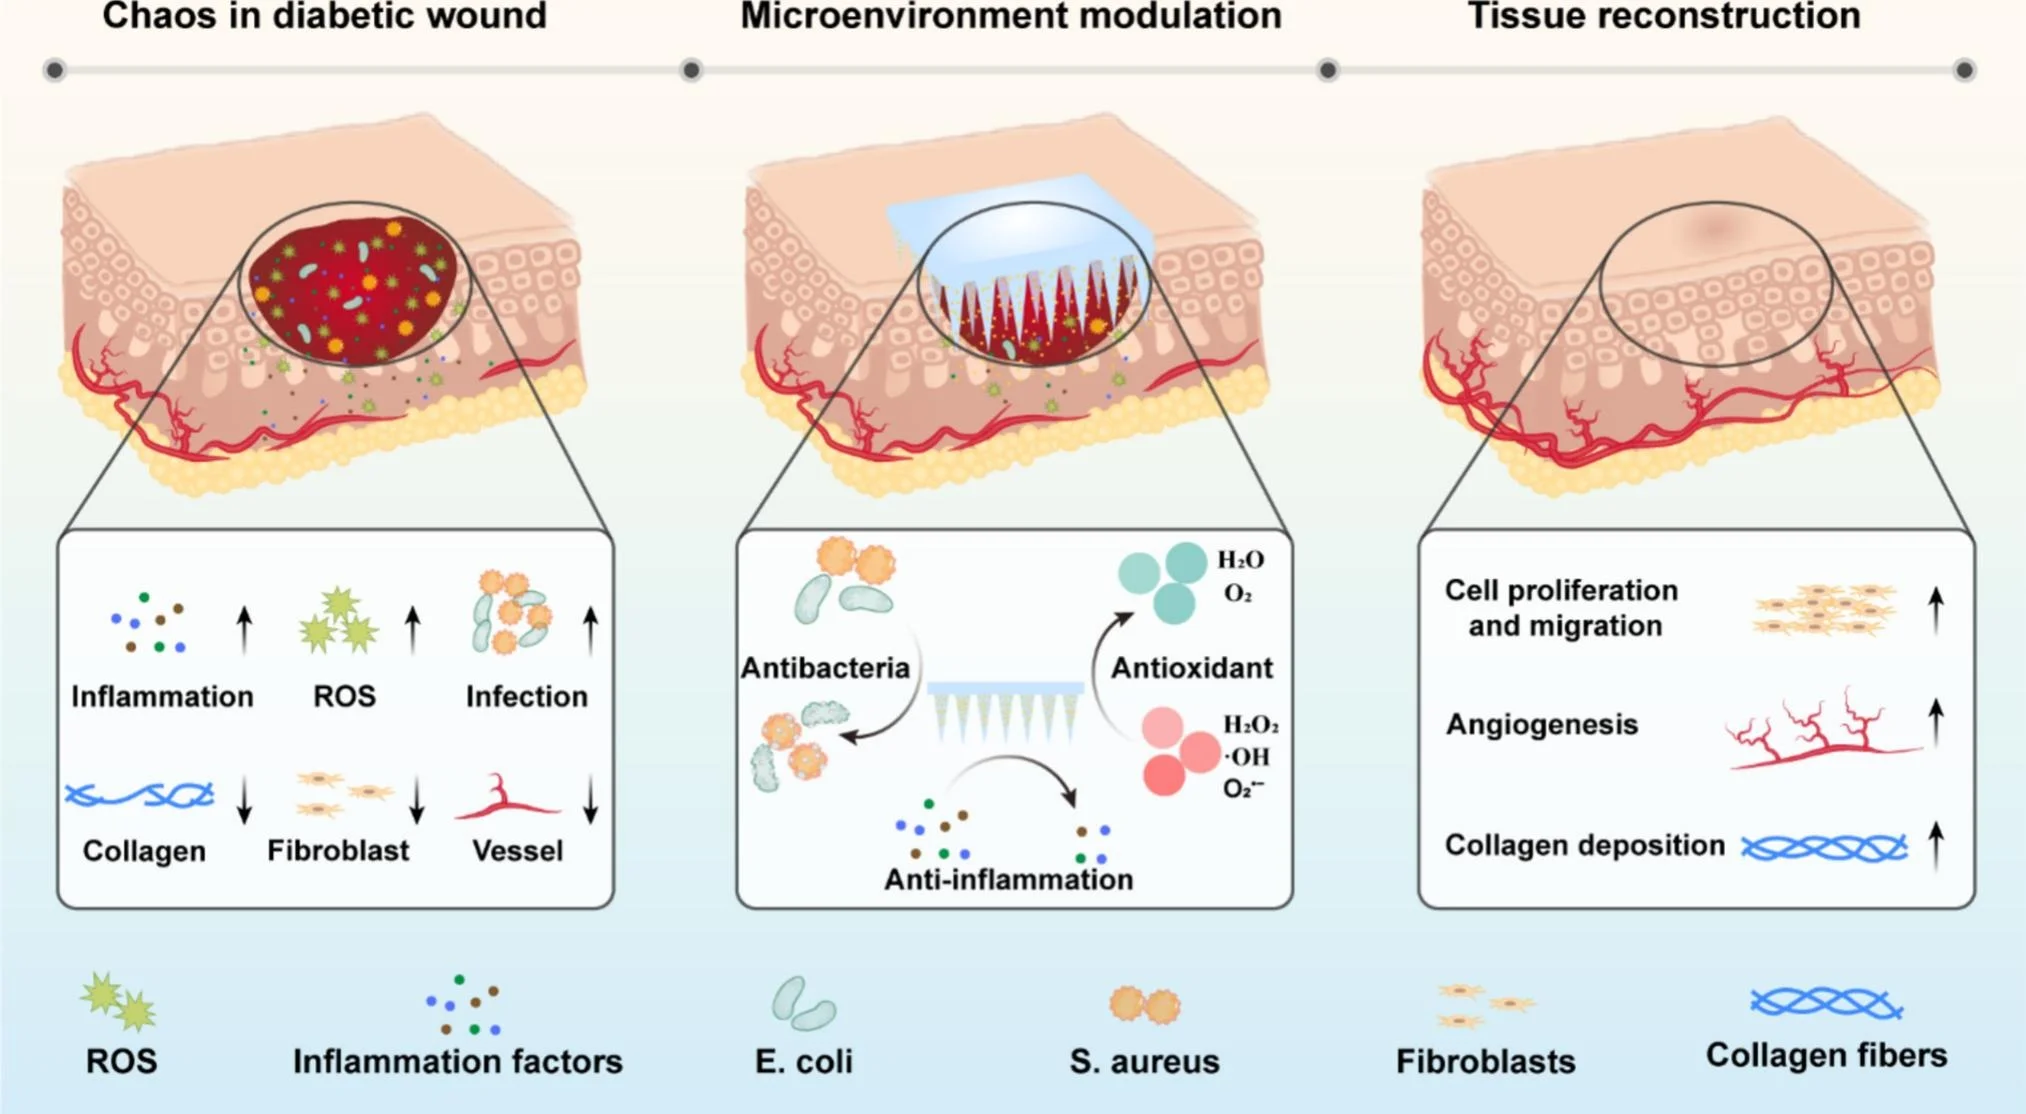 Chaos in diabetic wound
Microenvironment modulation
Tissue reconstruction
Inflammation
ROS
Infection
Collagen
Fibroblast
Vessel
Antibacteria
Antioxidant
H₂O
O₂
H₂O₂
·OH
O₂·⁻
Anti-inflammation
Cell proliferation
and migration
Angiogenesis
Collagen deposition
ROS
Inflammation factors
E. coli
S. aureus
Fibroblasts
Collagen fibers